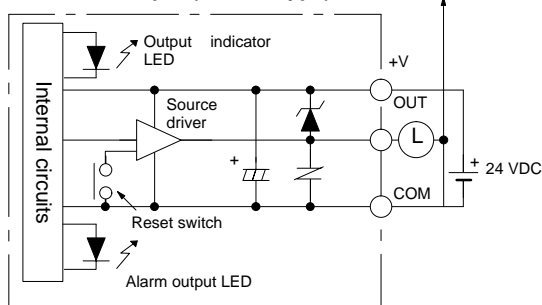 Output indicator
LED
+V
OUT
Source
driver
Internal circuits
L
+
+ 24 VDC
COM
Reset switch
Alarm output LED